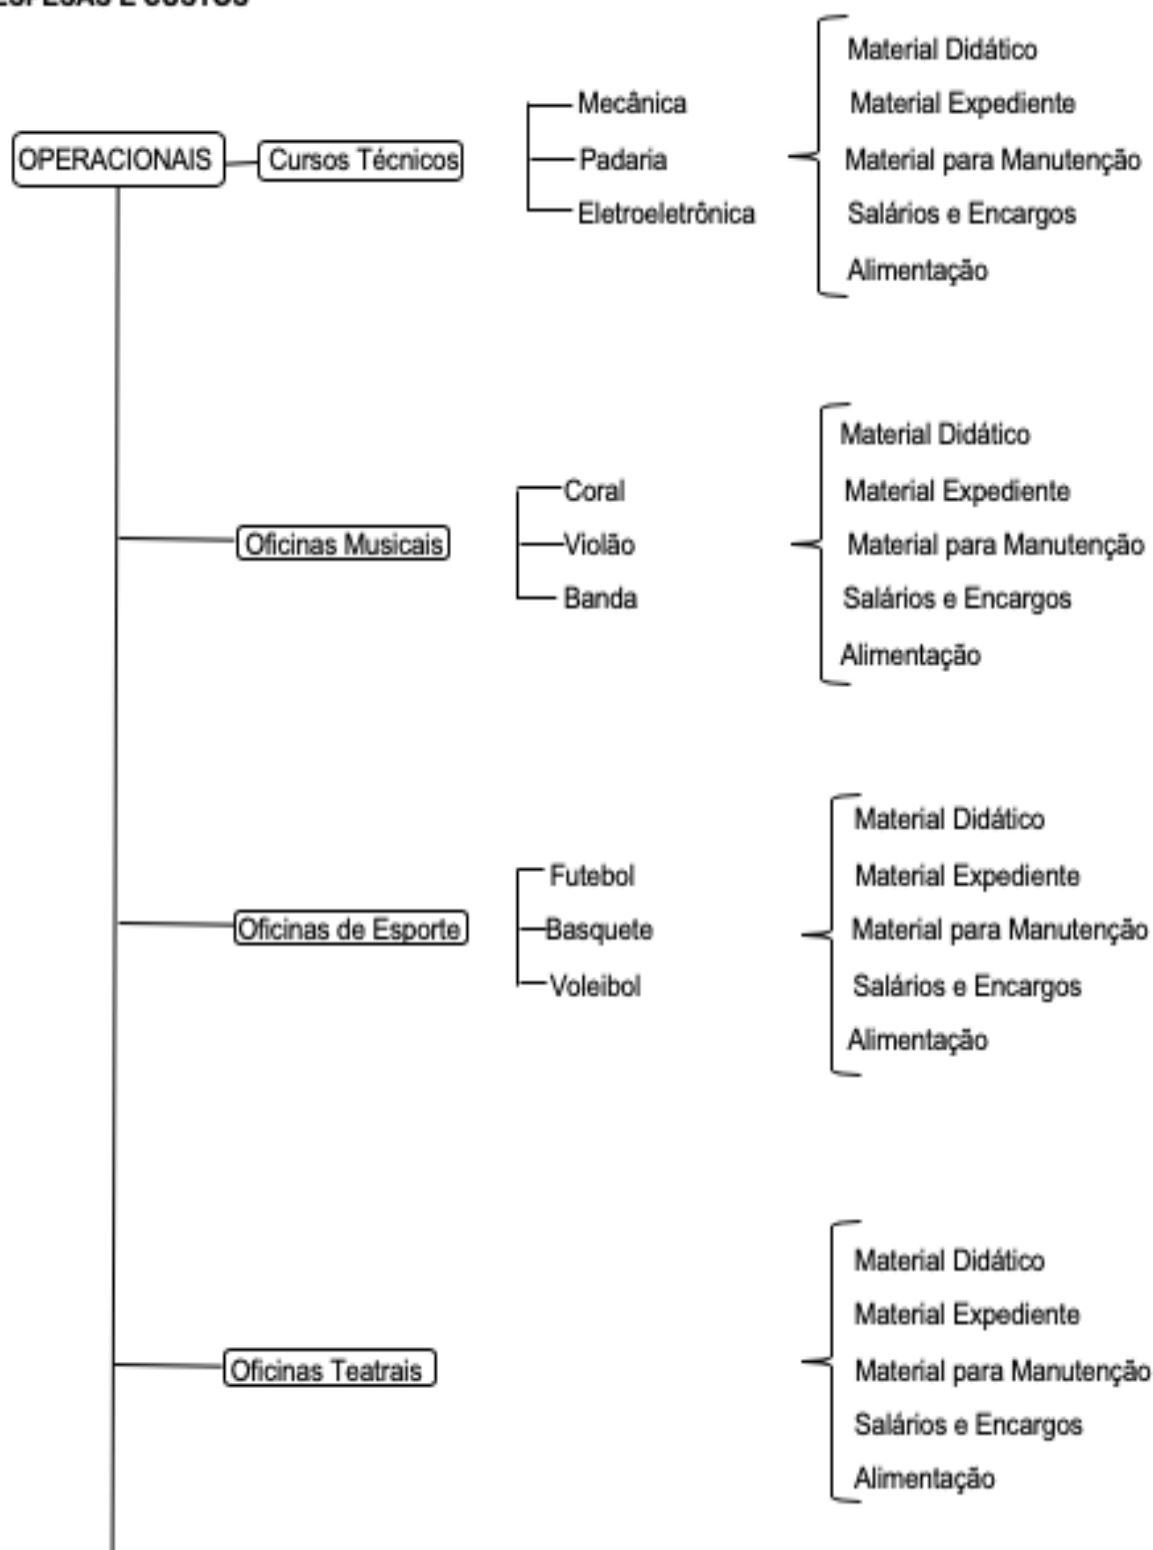 Material Didático
Mecânica
Material Expediente
OPERACIONAIS
Cursos Técnicos
Padaria
Material para Manutenção
Eletroeletrônica
Salários e Encargos
Alimentação
Material Didático
Coral
Material Expediente
Oficinas Musicais
Violão
Material para Manutenção
Banda
Salários e Encargos
Alimentação
Material Didático
Futebol
Material Expediente
Oficinas de Esporte
Basquete
Material para Manutenção
Voleibol
Salários e Encargos
Alimentação
Material Didático
Material Expediente
Oficinas Teatrais
Material para Manutenção
Salários e Encargos
Alimentação